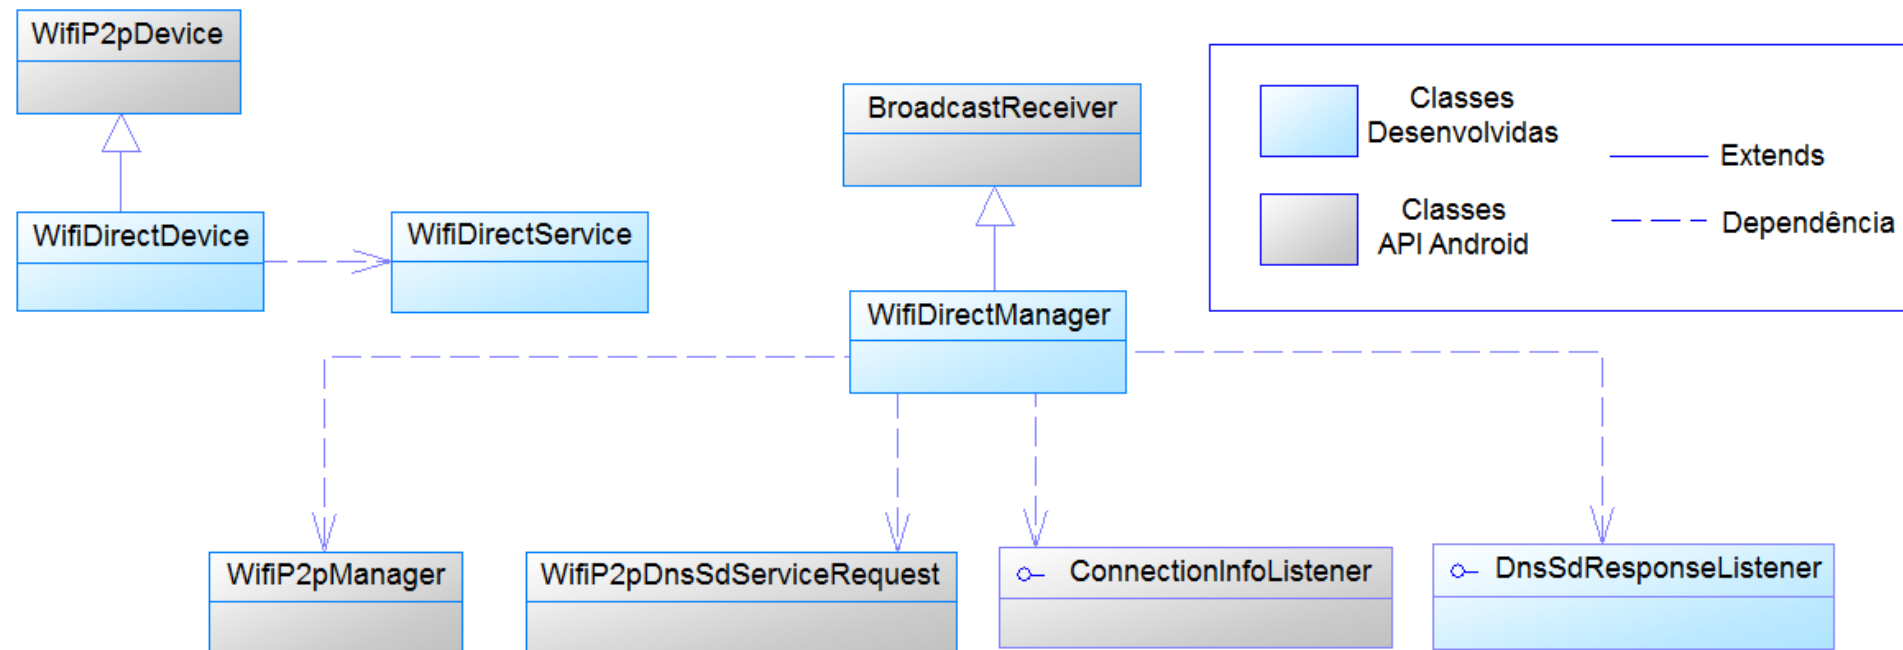 WifiP2pDevice
BroadcastReceiver
Classes
Desenvolvidas
Extends
Classes
API Android
Dependência
WifiDirectDevice
WifiDirectService
WifiDirectManager
WifiP2pManager
WifiP2pDnsSdServiceRequest
ConnectionInfoListener
DnsSdResponseListener